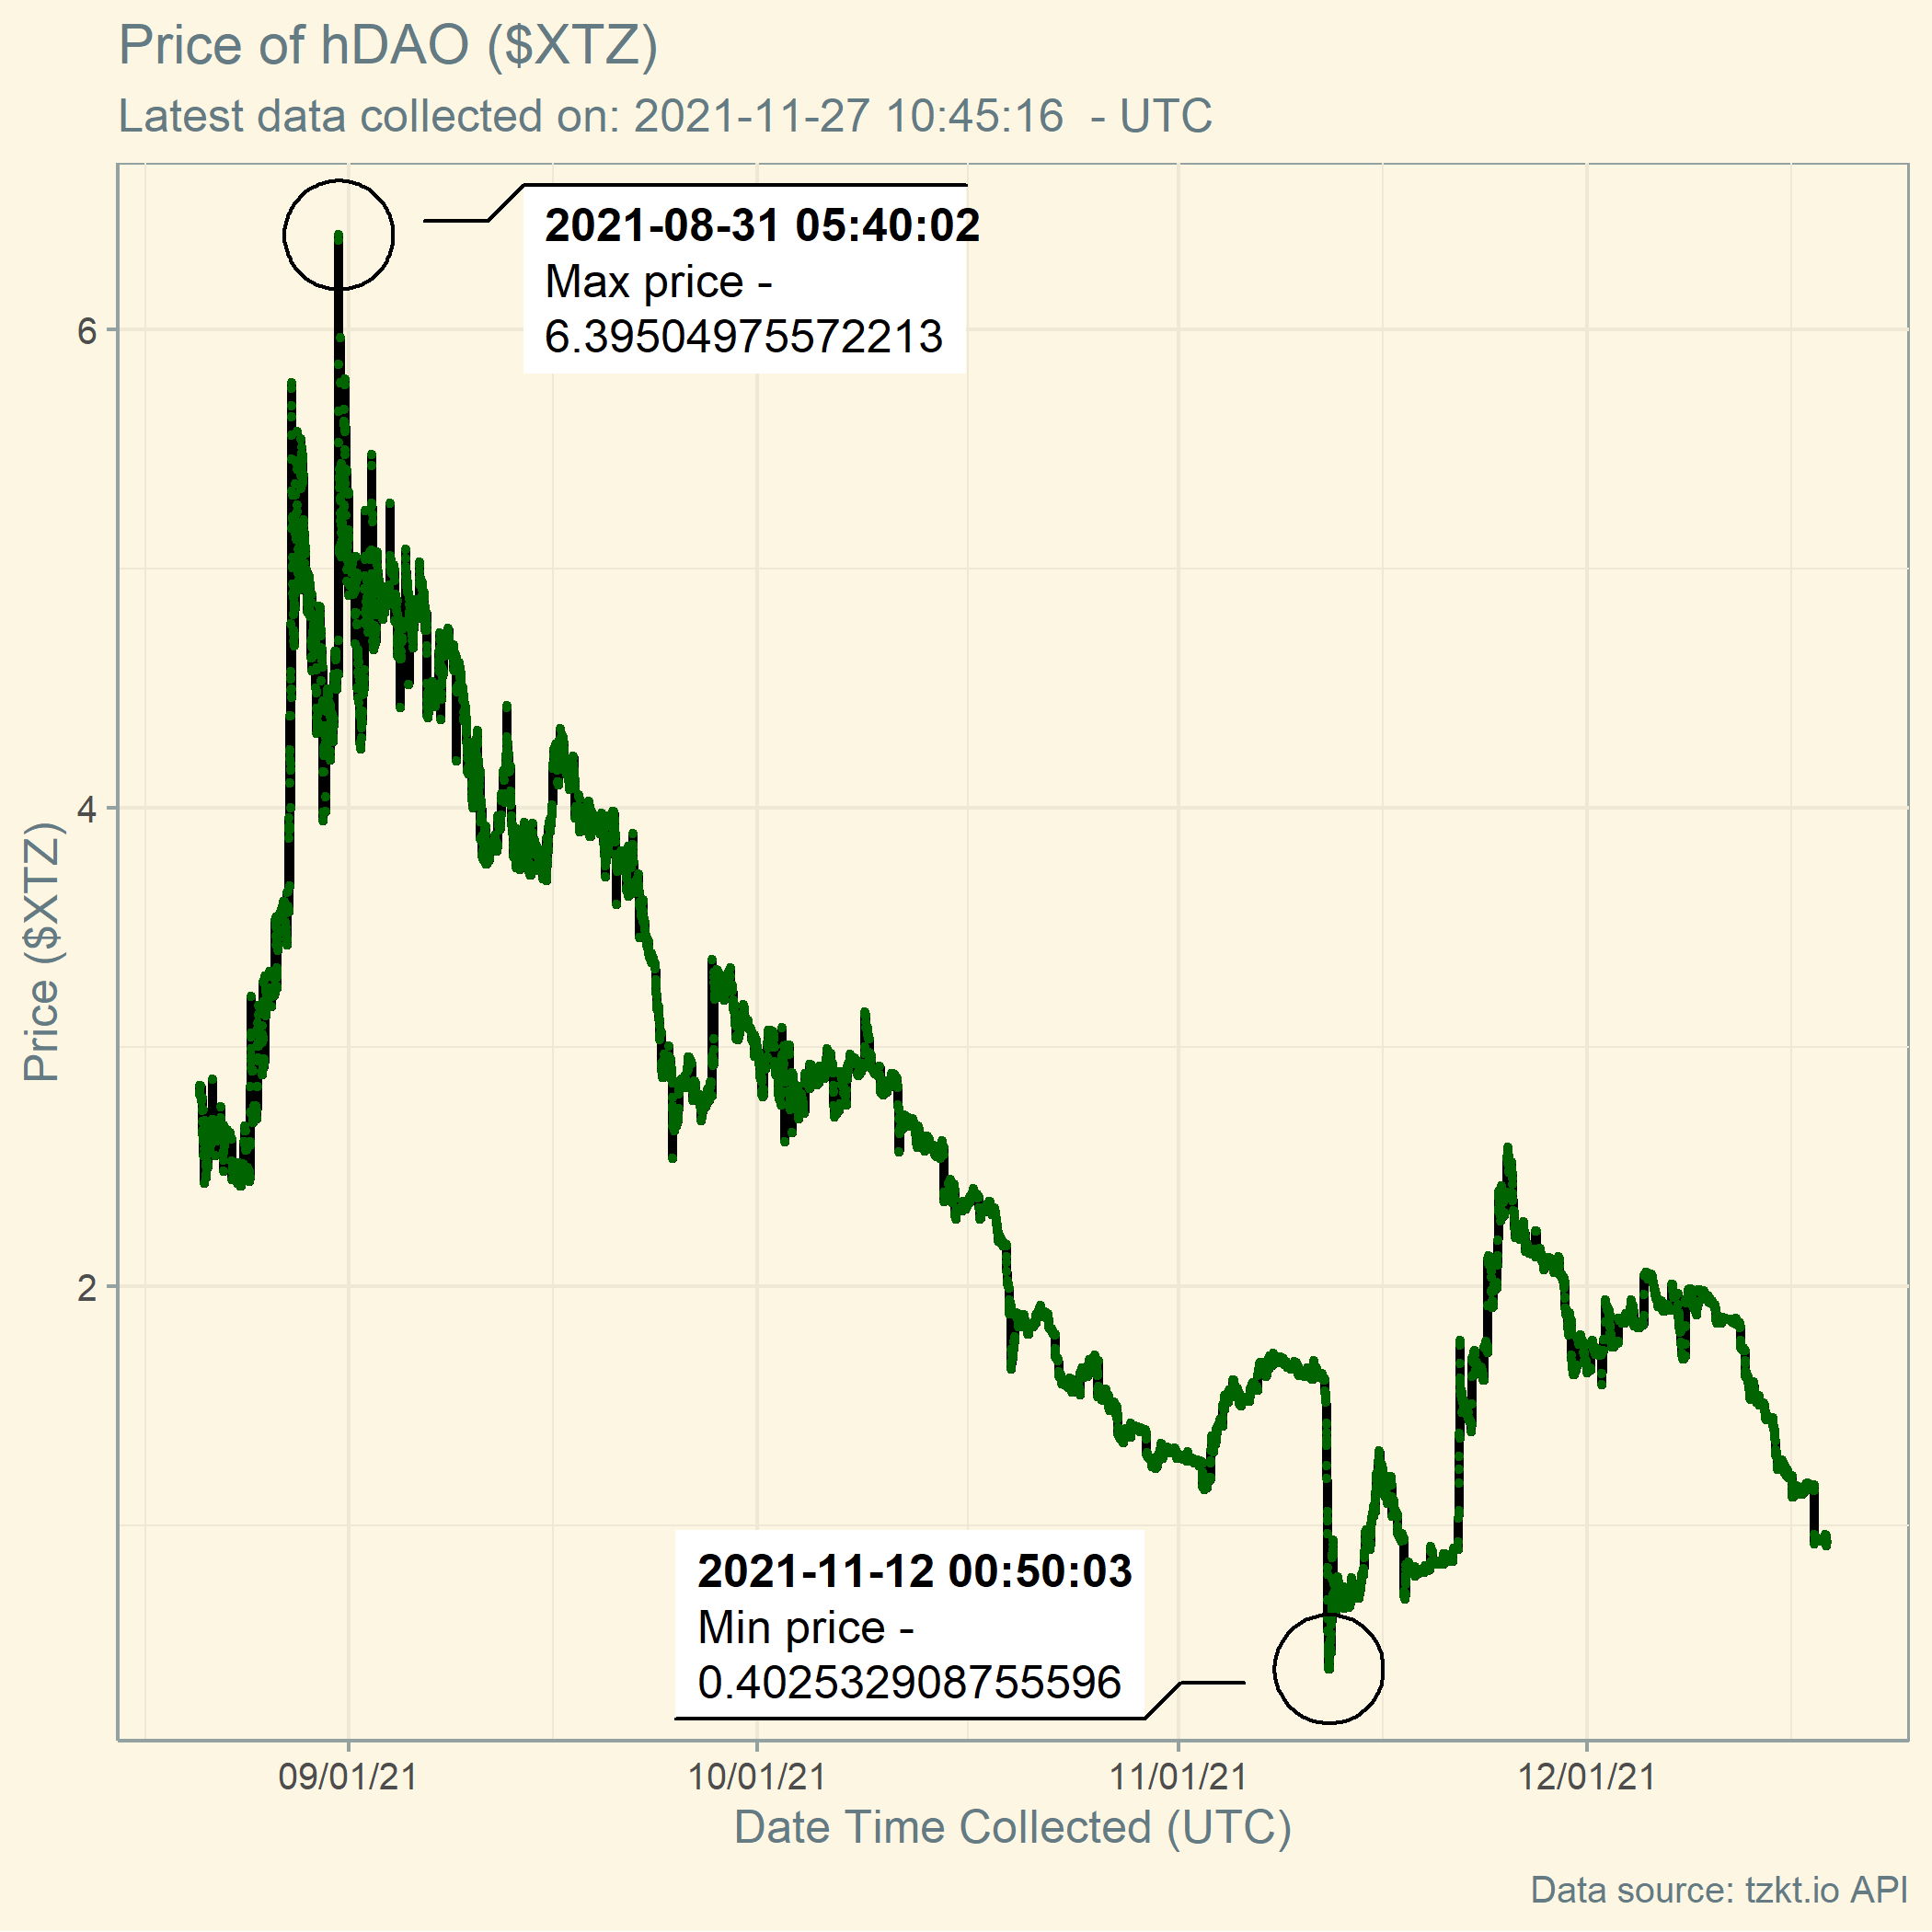 Price of hDAO ($XTZ)
Latest data collected on: 2021-11-27 10:45:16  - UTC
2021-08-31 05:40:02
Max price -
6.39504975572213
6
4
2
Price ($XTZ)
2021-11-12 00:50:03
Min price -
0.402532908755596
09/01/21
10/01/21
11/01/21
12/01/21
Date Time Collected (UTC)
Data source: tzkt.io API